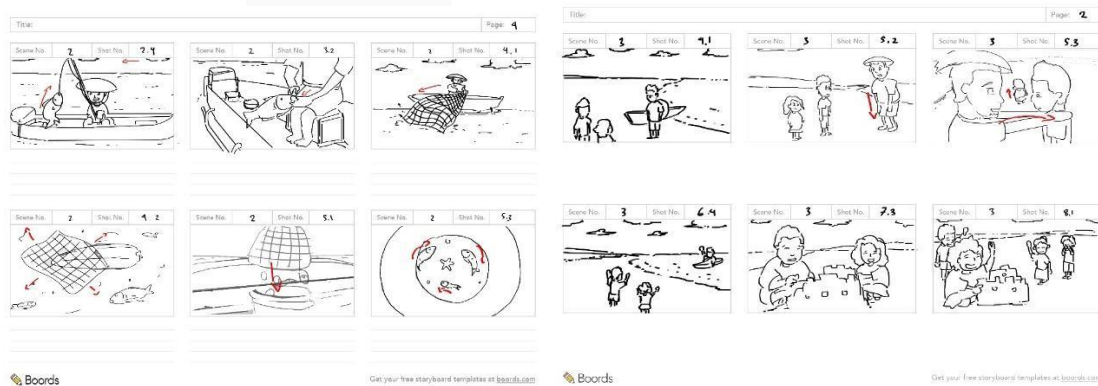 Title: Page: 4
Scene No. 2 Shot No. 3.4 Scene No. 2 Shot No. 3.2 Scene No. 2 Shot No. 4.1
Scene No. 2 Shot No. 4.2 Scene No. 2 Shot No. 5.1 Scene No. 2 Shot No. 5.3
Boords Get your free storyboard templates at boords.com
Title: Page: 2
Scene No. 3 Shot No. 4.1 Scene No. 3 Shot No. 5.2 Scene No. 3 Shot No. 5.3
Scene No. 3 Shot No. 6.4 Scene No. 3 Shot No. 7.3 Scene No. 3 Shot No. 8.1
Boords Get your free storyboard templates at boords.com